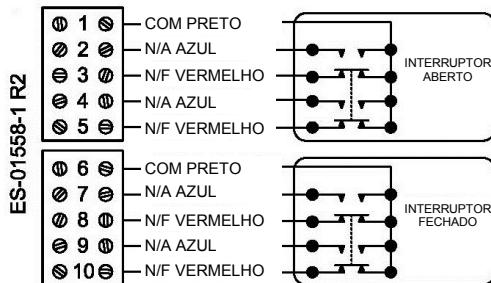 ES-01558-1 R2
1 COM PRETO
2 N/A AZUL
3 N/F VERMELHO
4 N/A AZUL
5 N/F VERMELHO
INTERRUPTOR
ABERTO
6 COM PRETO
7 N/A AZUL
8 N/F VERMELHO
9 N/A AZUL
10 N/F VERMELHO
INTERRUPTOR
FECHADO